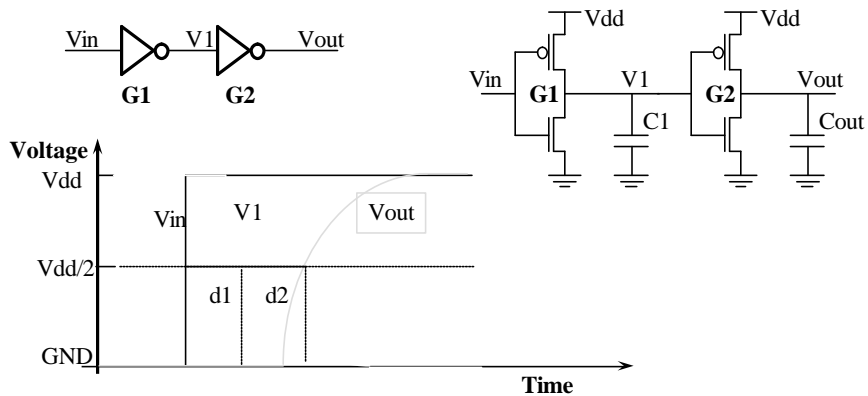 Vin V1 Vout
G1 G2
Vdd Vdd
Vin G1 V1 G2 Vout
C1 Cout
Voltage
Vdd
Vin V1 Vout
Vdd/2
d1 d2
GND
Time